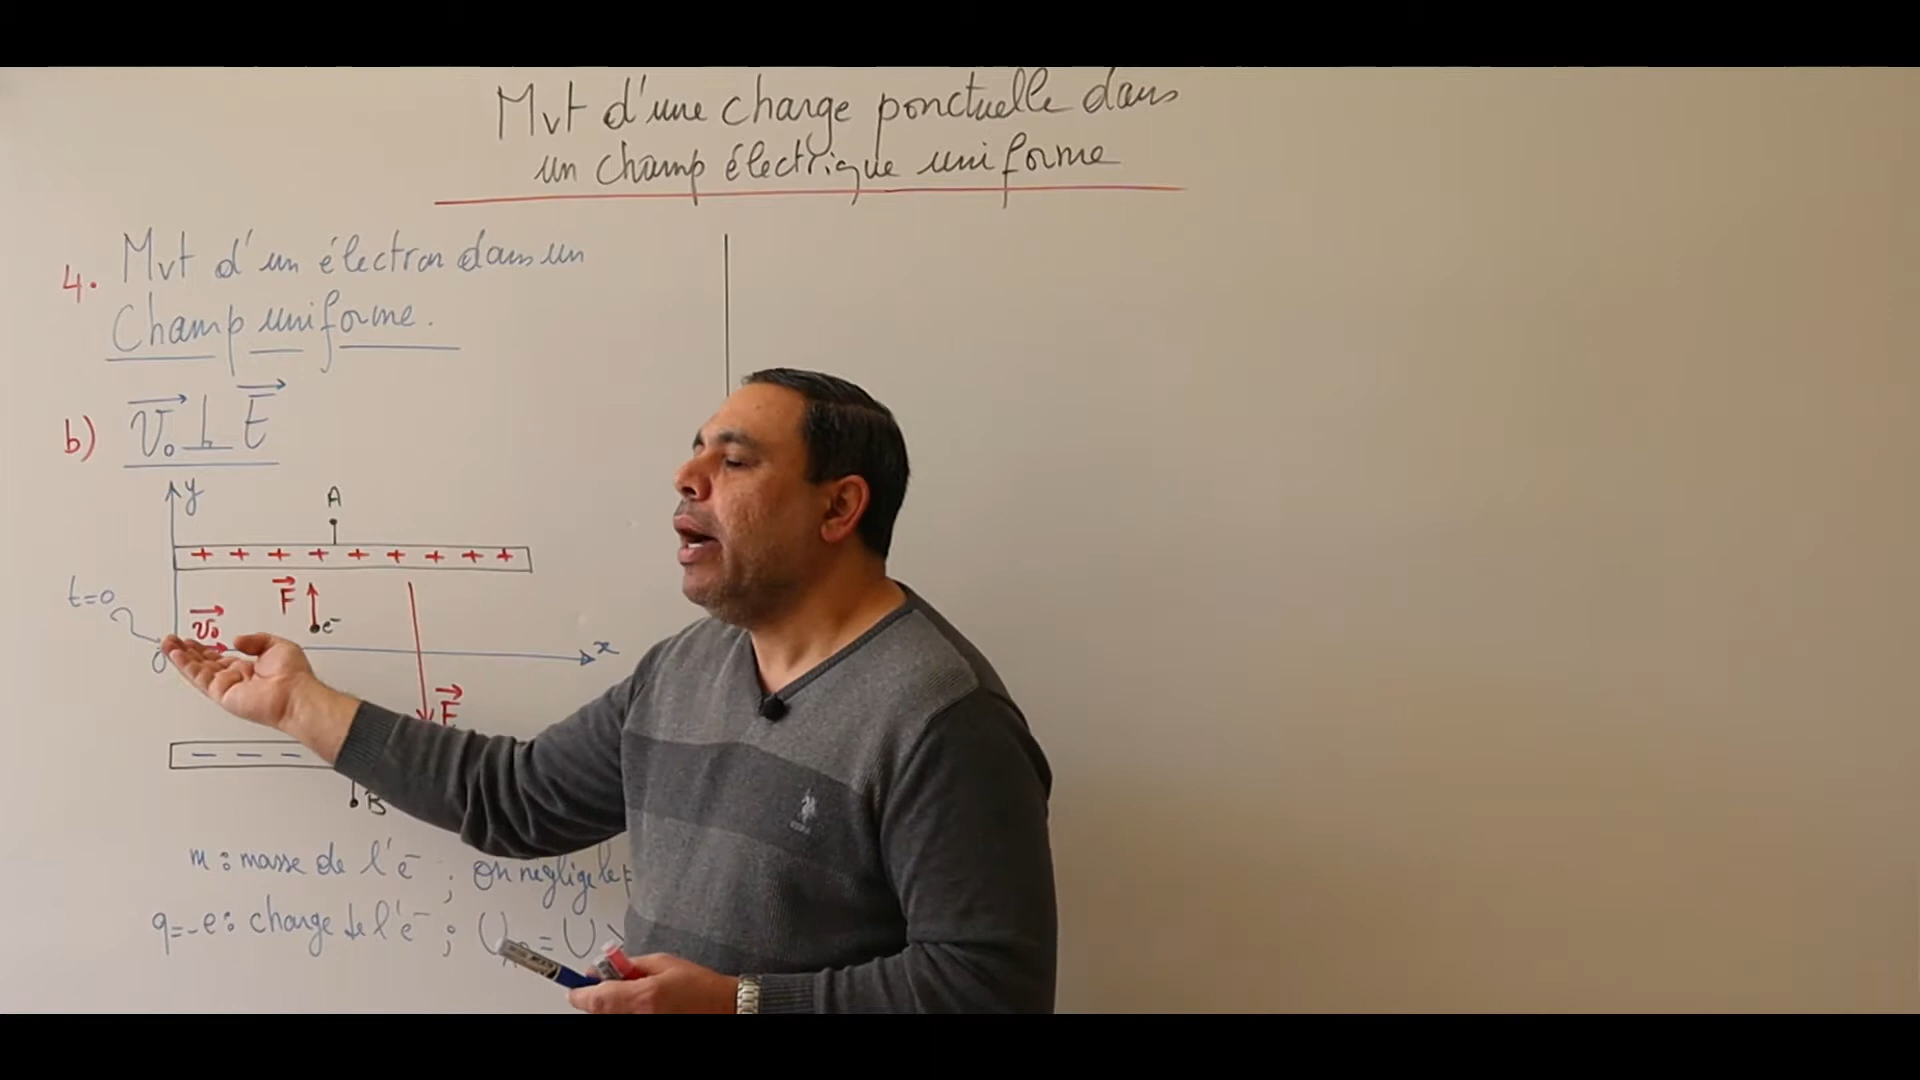 Mvt d'une charge ponctuelle dans
un champ électrique uniforme
4. Mvt d'un électron dans un
Champ uniforme.
b) V₀ ⊥ E
y
A
+ + + + + + + + +
t=0
F
e⁻
v₀
x
O
E
- - -
B
m : masse de l'e⁻ ; on neglige le p
q=-e : charge de l'e⁻ ; U = U >